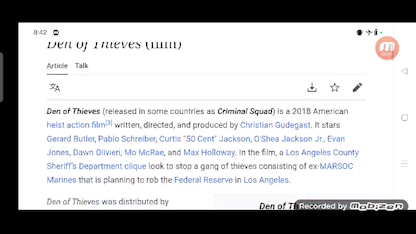 8:42
Den of Thieves (film)
Article Talk
Den of Thieves (released in some countries as Criminal Squad) is a 2018 American
heist action film[3] written, directed, and produced by Christian Gudegast. It stars
Gerard Butler, Pablo Schreiber, Curtis "50 Cent" Jackson, O'Shea Jackson Jr., Evan
Jones, Dawn Olivieri, Mo McRae, and Max Holloway. In the film, a Los Angeles County
Sheriff's Department clique look to stop a gang of thieves consisting of ex-MARSOC
Marines that is planning to rob the Federal Reserve in Los Angeles.
Den of Thieves was distributed by
Den of Th
Recorded by Mobizen